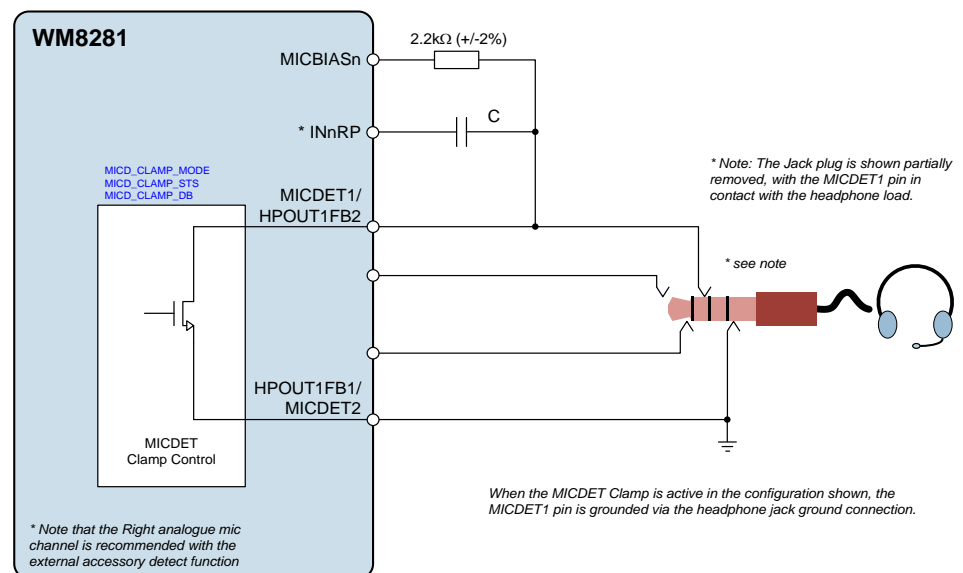 WM8281
2.2kΩ (+/-2%)
MICBIASn
C
* INnRP
* Note: The Jack plug is shown partially
removed, with the MICDET1 pin in
contact with the headphone load.
MICD_CLAMP_MODE
MICD_CLAMP_STS
MICD_CLAMP_DB
MICDET1/
HPOUT1FB2
* see note
HPOUT1FB1/
MICDET2
MICDET
Clamp Control
When the MICDET Clamp is active in the configuration shown, the
MICDET1 pin is grounded via the headphone jack ground connection.
* Note that the Right analogue mic
channel is recommended with the
external accessory detect function